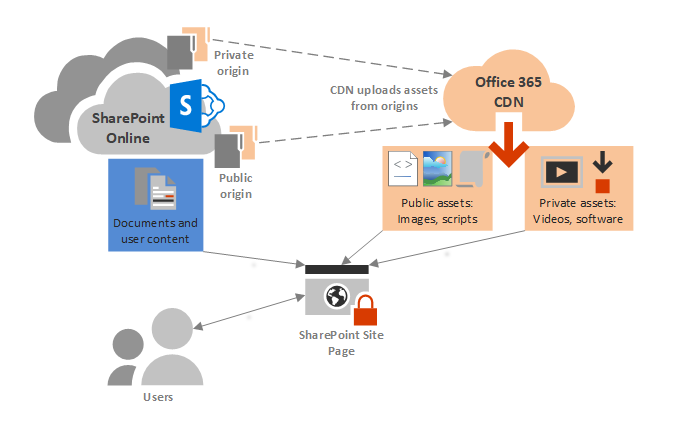 Private
origin
CDN uploads assets
from origins
Office 365
CDN
S
SharePoint
Online
Public
origin
Documents and
user content
< >
Public assets:
Images, scripts
Private assets:
Videos, software
SharePoint Site
Page
Users